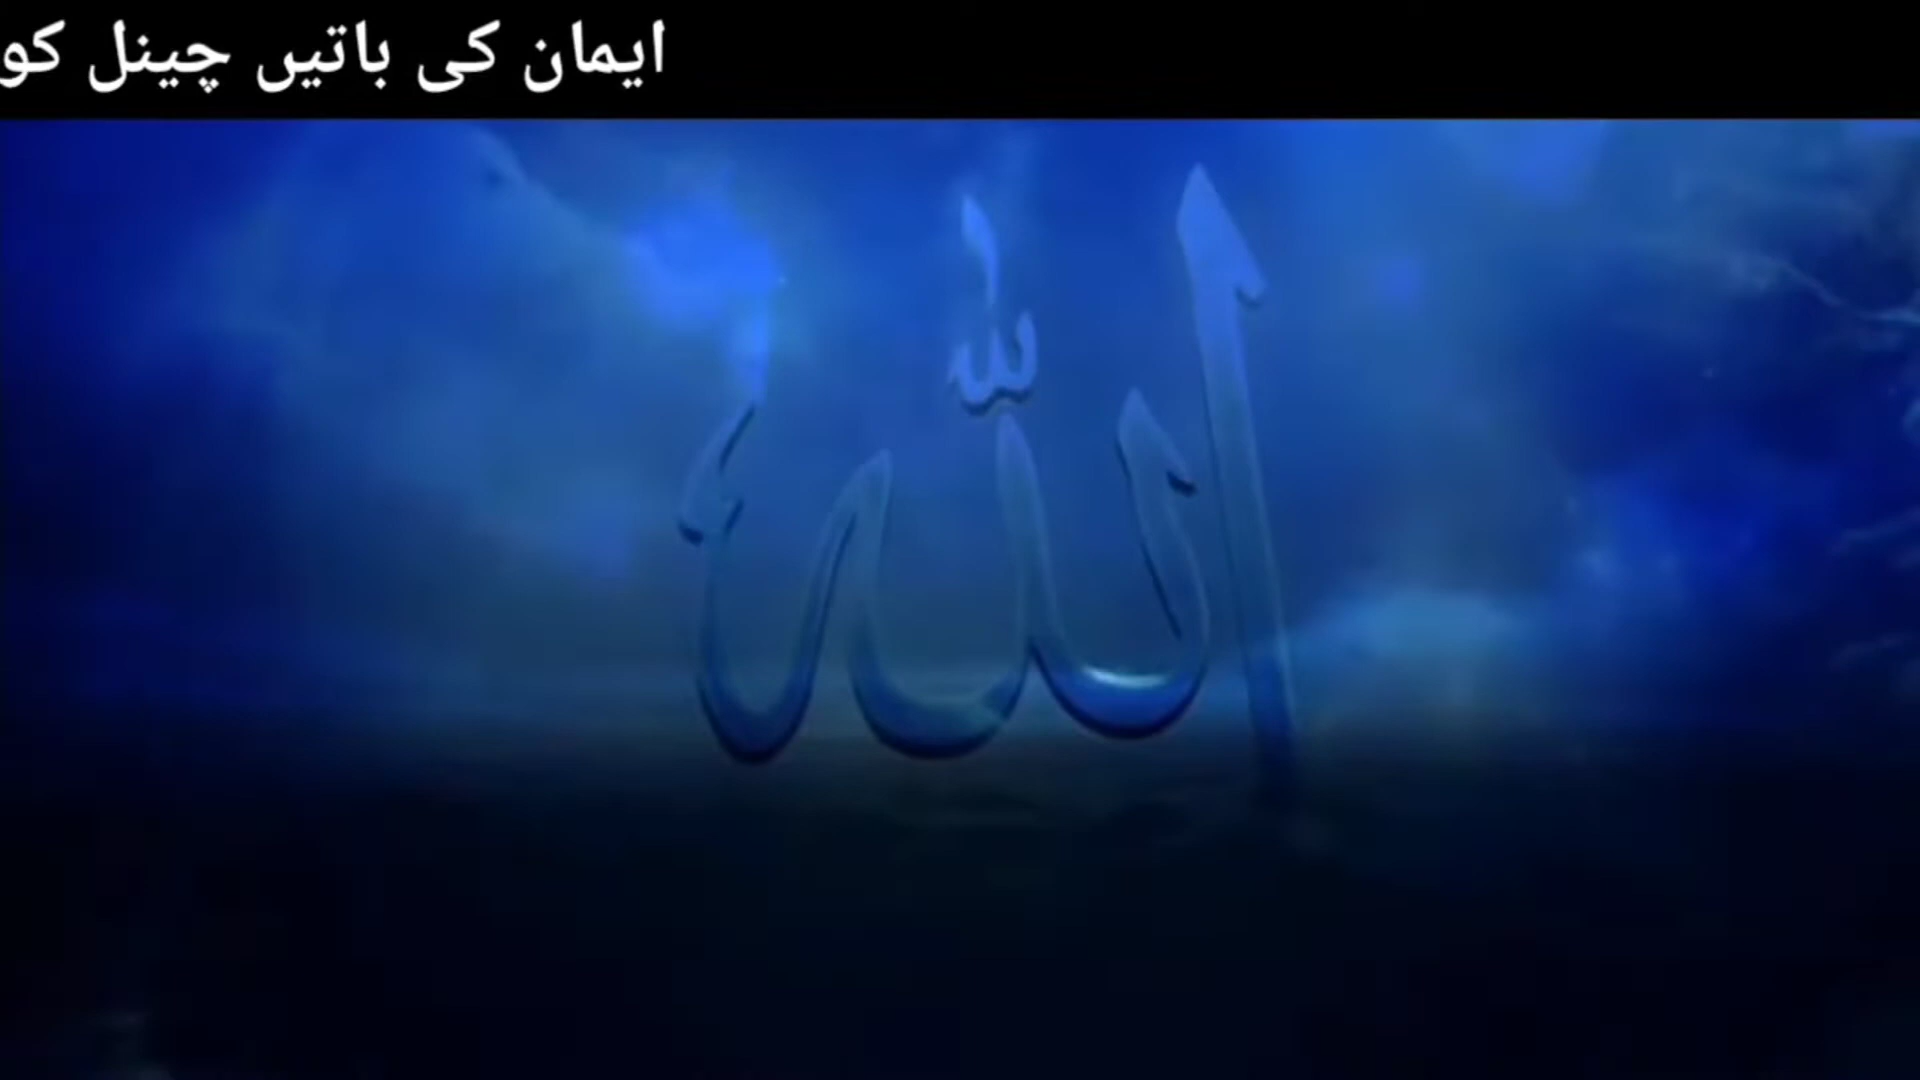 ایمان کی باتیں چینل کو
الله